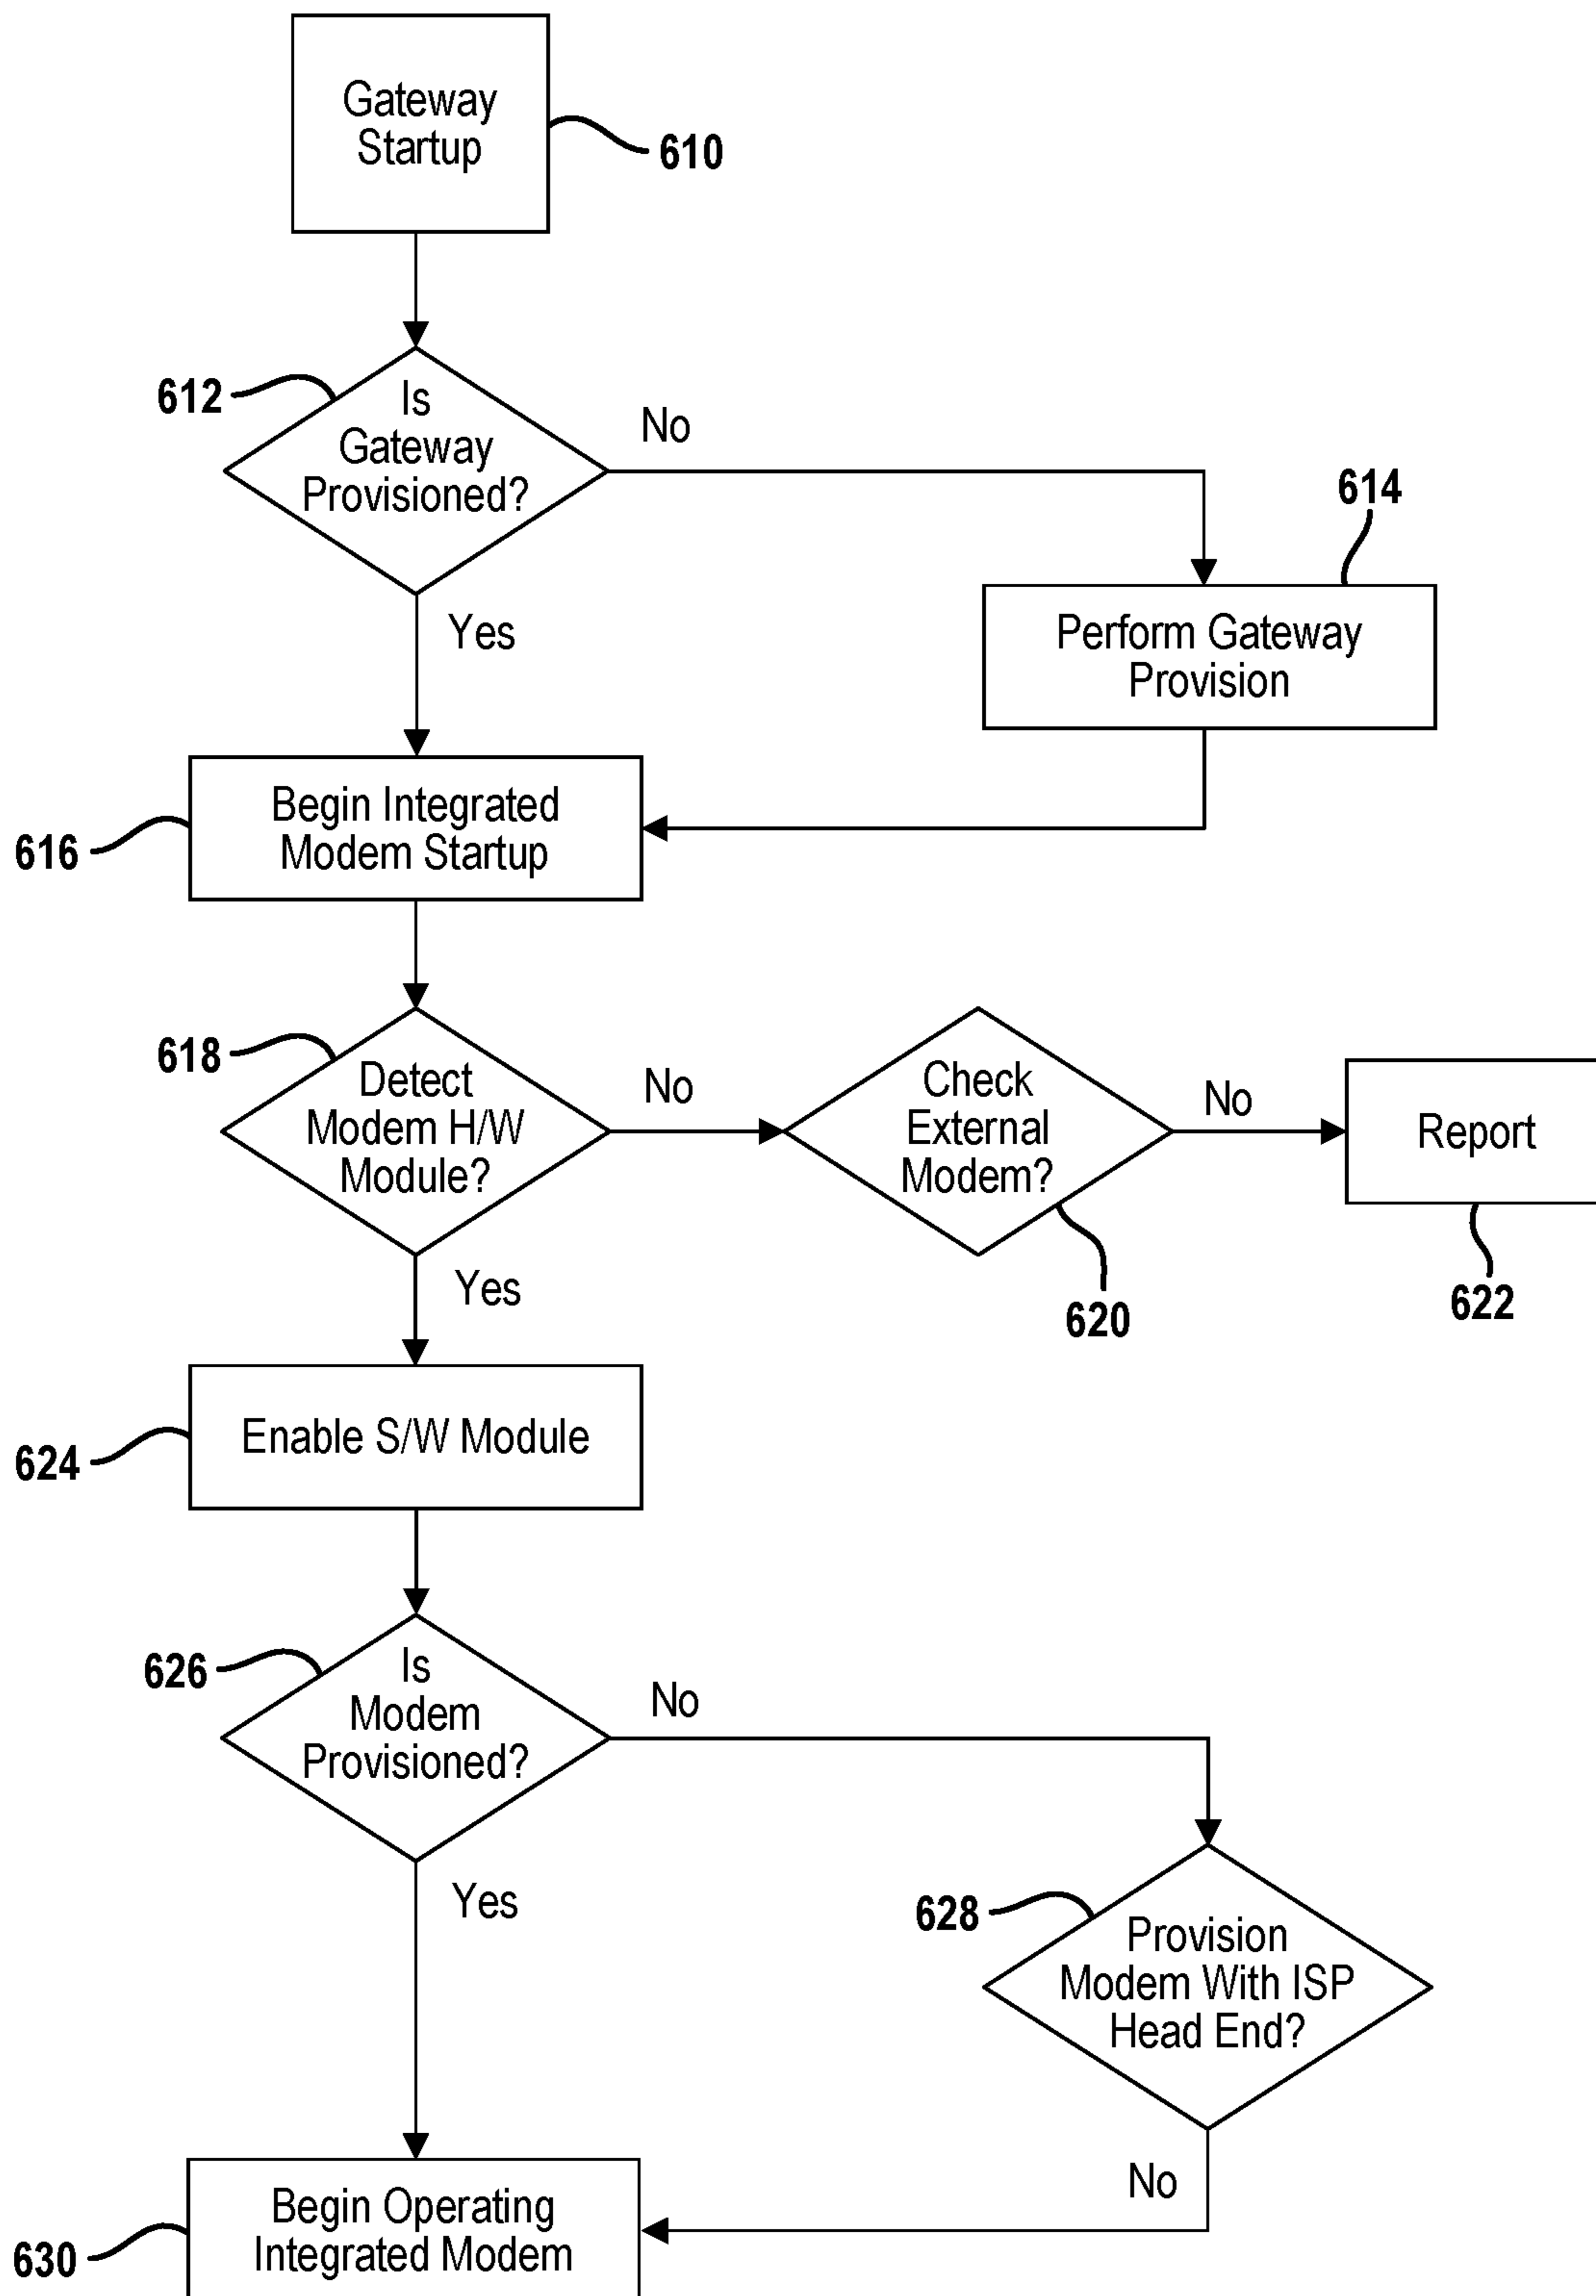 Gateway
Startup
610
612
Is
Gateway
Provisioned?
No
614
Yes
Perform Gateway
Provision
Begin Integrated
Modem Startup
616
618
Detect
Modem H/W
Module?
No
Check
External
Modem?
No
Report
620
622
Yes
Enable S/W Module
624
626
Is
Modem
Provisioned?
No
Yes
628
Provision
Modem With ISP
Head End?
No
Begin Operating
Integrated Modem
630